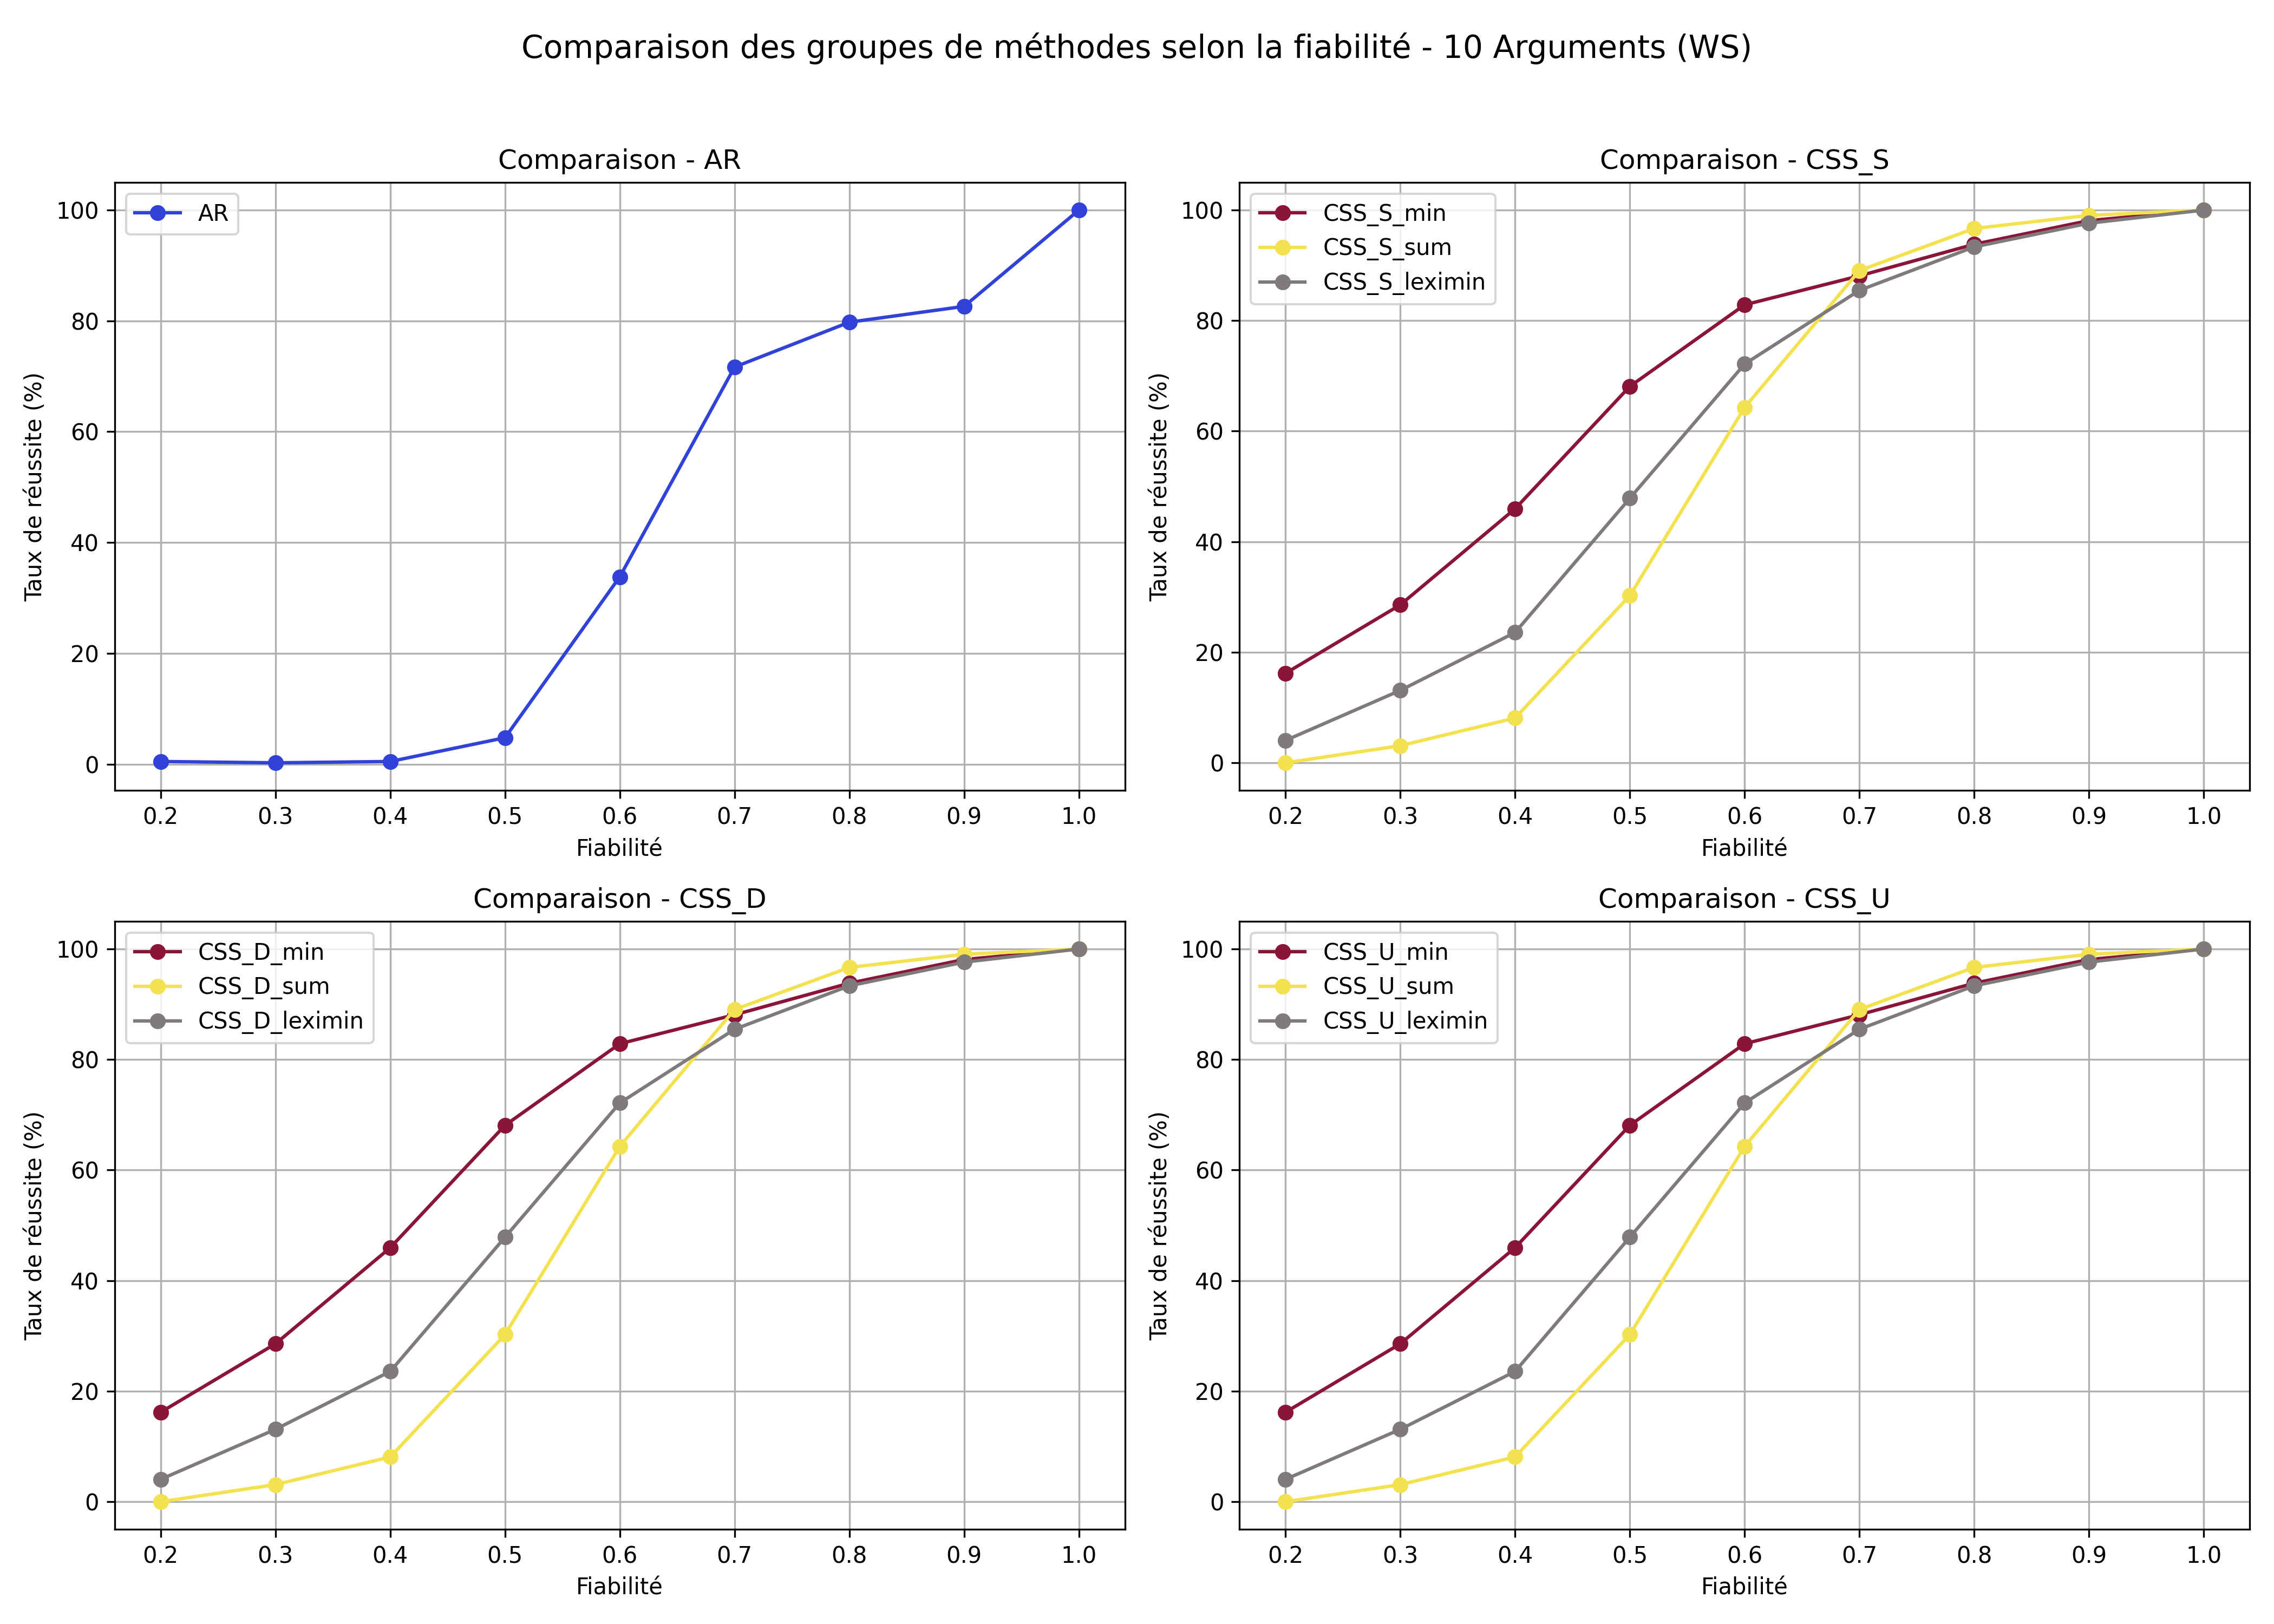 Comparaison des groupes de méthodes selon la fiabilité - 10 Arguments (WS)
Comparaison - AR
AR
100
80
60
40
20
0
Taux de réussite (%)
0.2 0.3 0.4 0.5 0.6 0.7 0.8 0.9 1.0
Fiabilité
Comparaison - CSS_S
CSS_S_min
CSS_S_sum
CSS_S_leximin
100
80
60
40
20
0
Taux de réussite (%)
0.2 0.3 0.4 0.5 0.6 0.7 0.8 0.9 1.0
Fiabilité
Comparaison - CSS_D
CSS_D_min
CSS_D_sum
CSS_D_leximin
100
80
60
40
20
0
Taux de réussite (%)
0.2 0.3 0.4 0.5 0.6 0.7 0.8 0.9 1.0
Fiabilité
Comparaison - CSS_U
CSS_U_min
CSS_U_sum
CSS_U_leximin
100
80
60
40
20
0
Taux de réussite (%)
0.2 0.3 0.4 0.5 0.6 0.7 0.8 0.9 1.0
Fiabilité